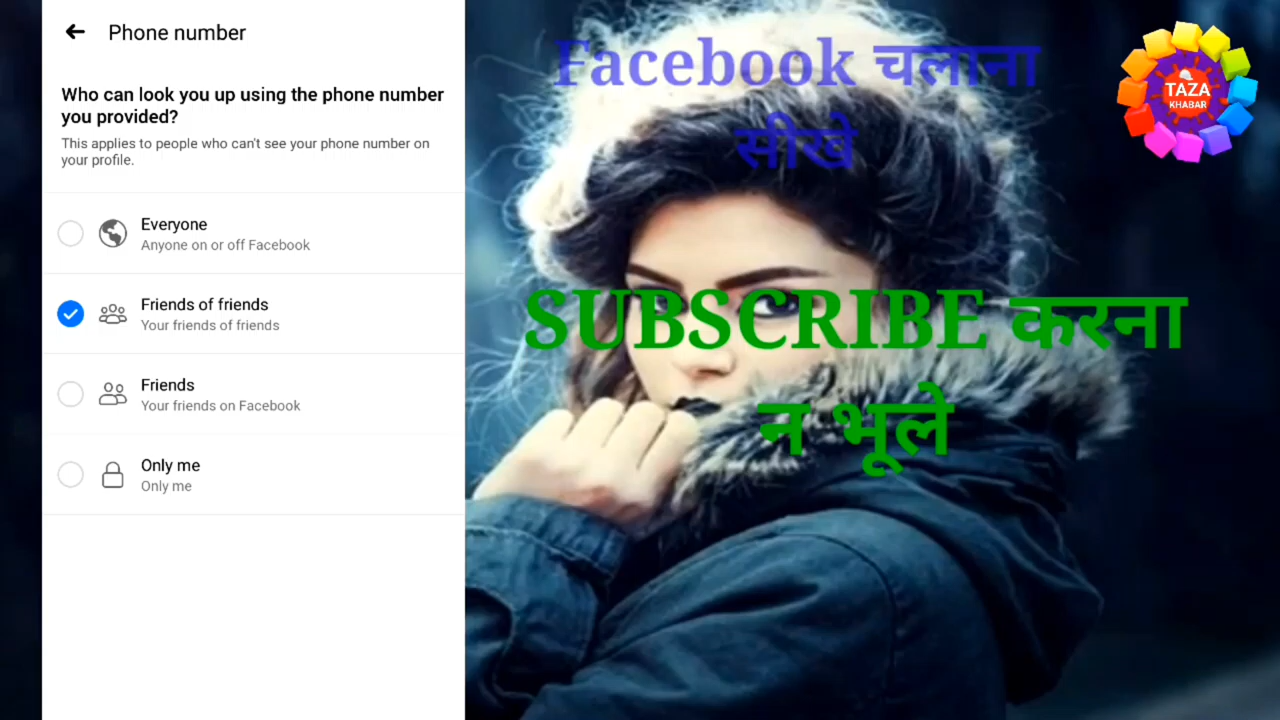 Phone number
Who can look you up using the phone number
you provided?
This applies to people who can't see your phone number on
your profile.
Everyone
Anyone on or off Facebook
Friends of friends
Your friends of friends
Friends
Your friends on Facebook
Only me
Only me
Facebook चलाना
सीखे
SUBSCRIBE करना
न भूले
TAZA
KHABAR